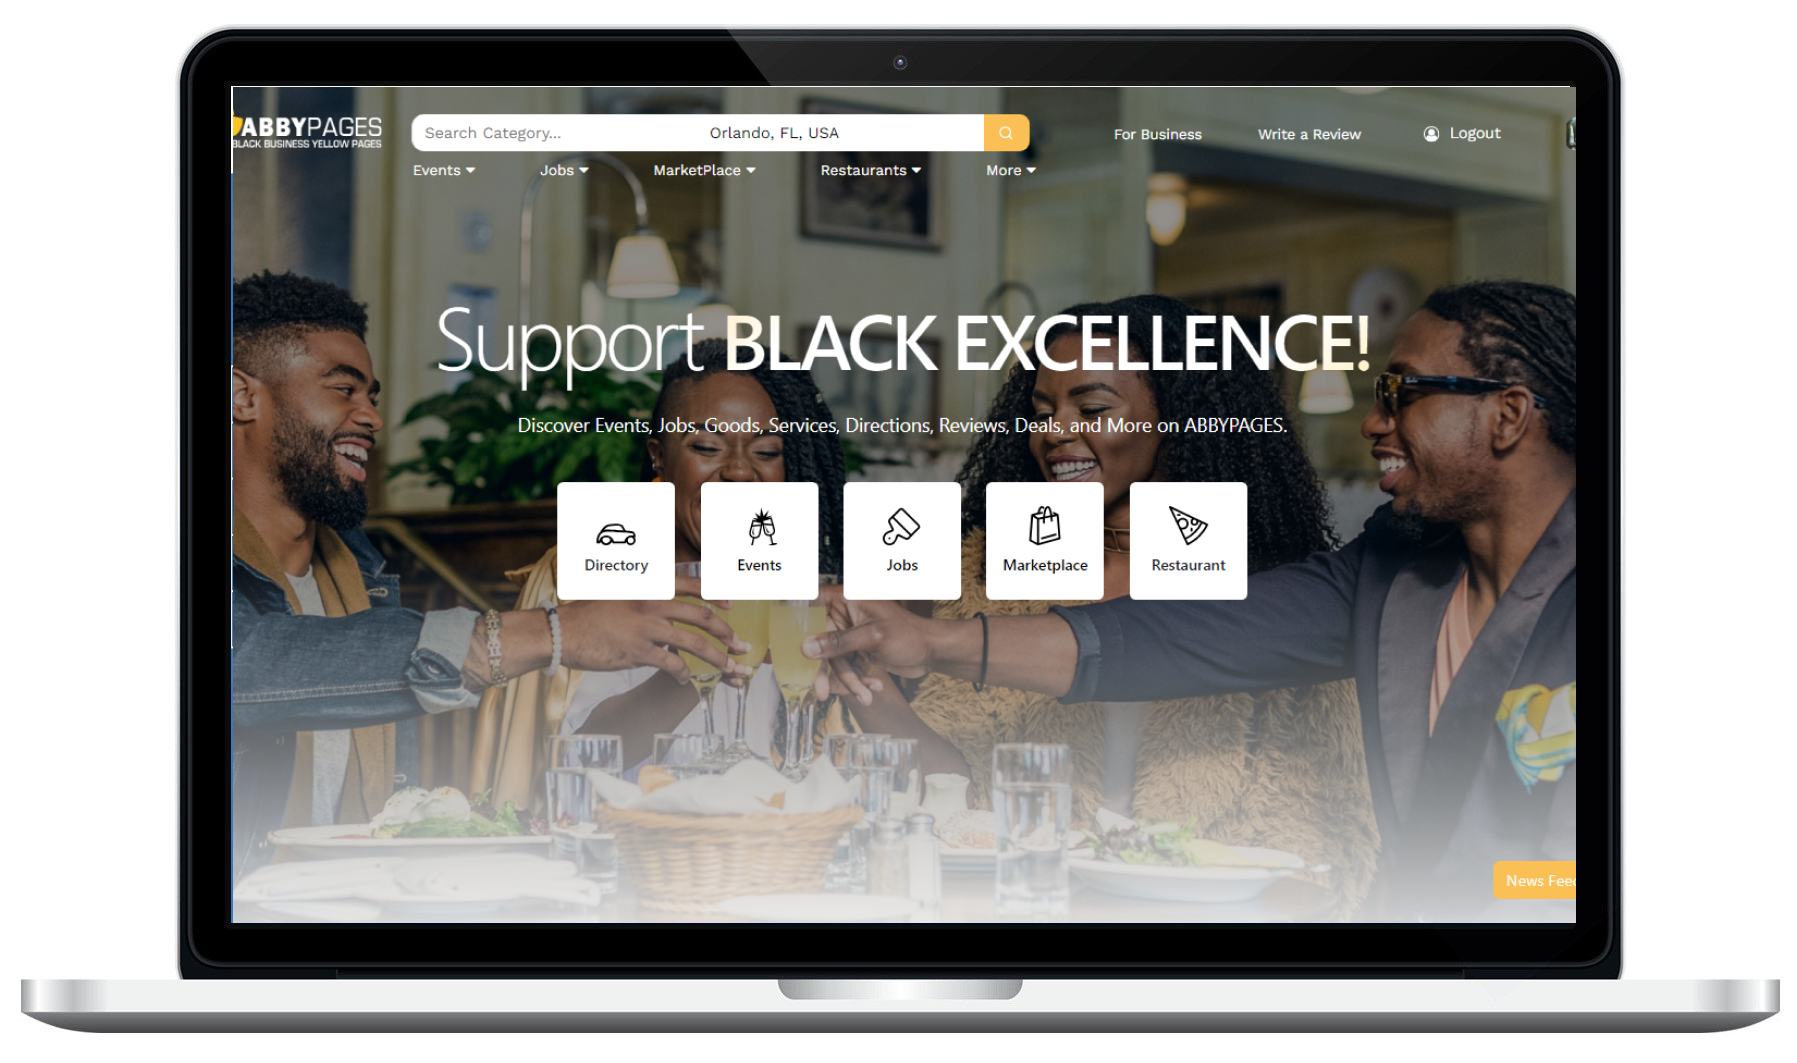 ABBYPAGES
BLACK BUSINESS YELLOW PAGES
Search Category...
Orlando, FL, USA
For Business
Write a Review
Logout
Events
Jobs
MarketPlace
Restaurants
More
Support BLACK EXCELLENCE!
Discover Events, Jobs, Goods, Services, Directions, Reviews, Deals, and More on ABBYPAGES.
Directory
Events
Jobs
Marketplace
Restaurant
News Fee